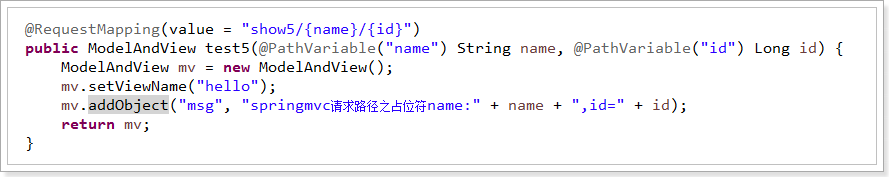 @RequestMapping(value = "show5/{name}/{id}")
public ModelAndView test5(@PathVariable("name") String name, @PathVariable("id") Long id) {
    ModelAndView mv = new ModelAndView();
    mv.setViewName("hello");
    mv.addObject("msg", "springmvc请求路径之占位符name:" + name + ",id=" + id);
    return mv;
}